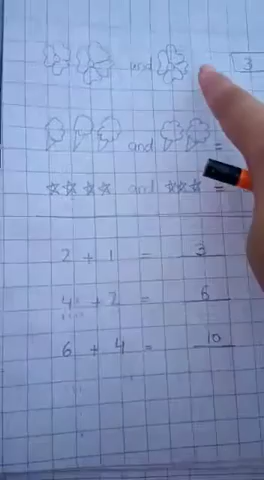 and 3
and =
and =
2 + 1 = 3
4 + 2 = 6
6 + 4 = 10